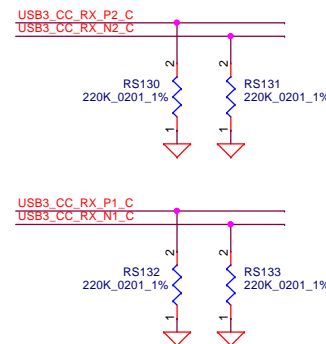 USB3_CC_RX_P2_C
USB3_CC_RX_N2_C
2
2
RS130
RS131
220K_0201_1%
220K_0201_1%
1
1
USB3_CC_RX_P1_C
USB3_CC_RX_N1_C
2
2
RS132
RS133
220K_0201_1%
220K_0201_1%
1
1